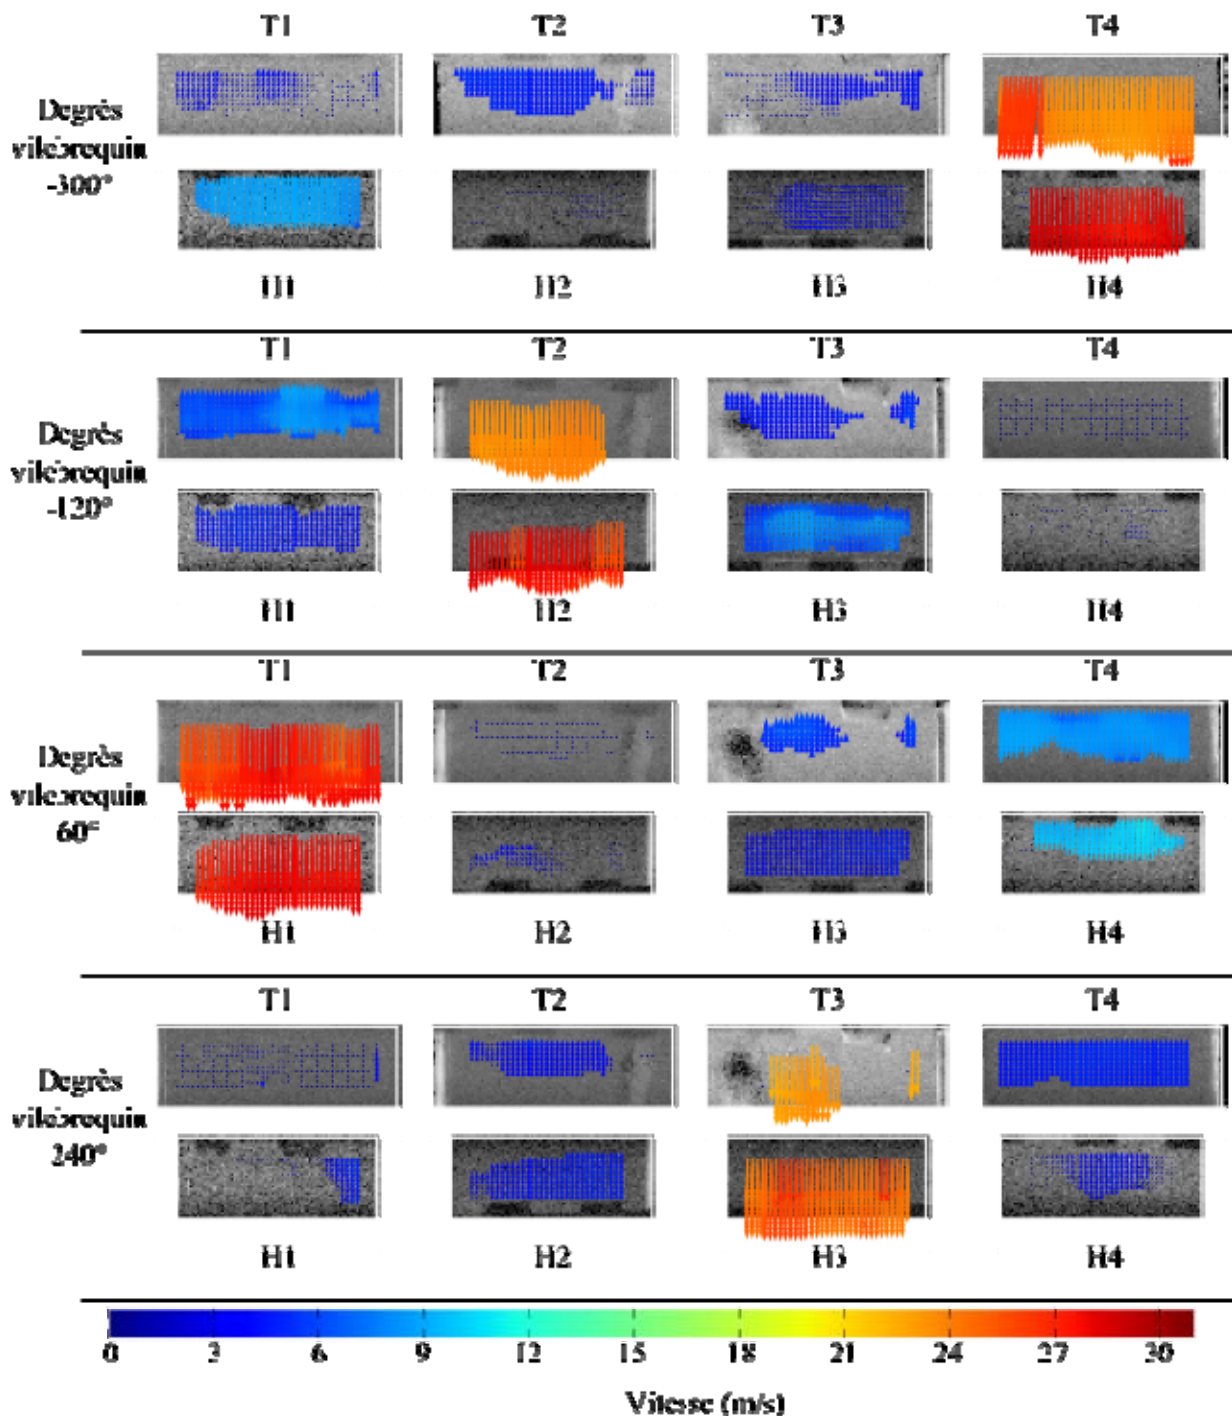 T1 T2 T3 T4
Degrès
vilebrequin
-300°
H1 H2 H3 H4
T1 T2 T3 T4
Degrès
vilebrequin
-120°
H1 H2 H3 H4
T1 T2 T3 T4
Degrès
vilebrequin
60°
H1 H2 H3 H4
T1 T2 T3 T4
Degrès
vilebrequin
240°
H1 H2 H3 H4
0 3 6 9 12 15 18 21 24 27 30
Vitesse (m/s)